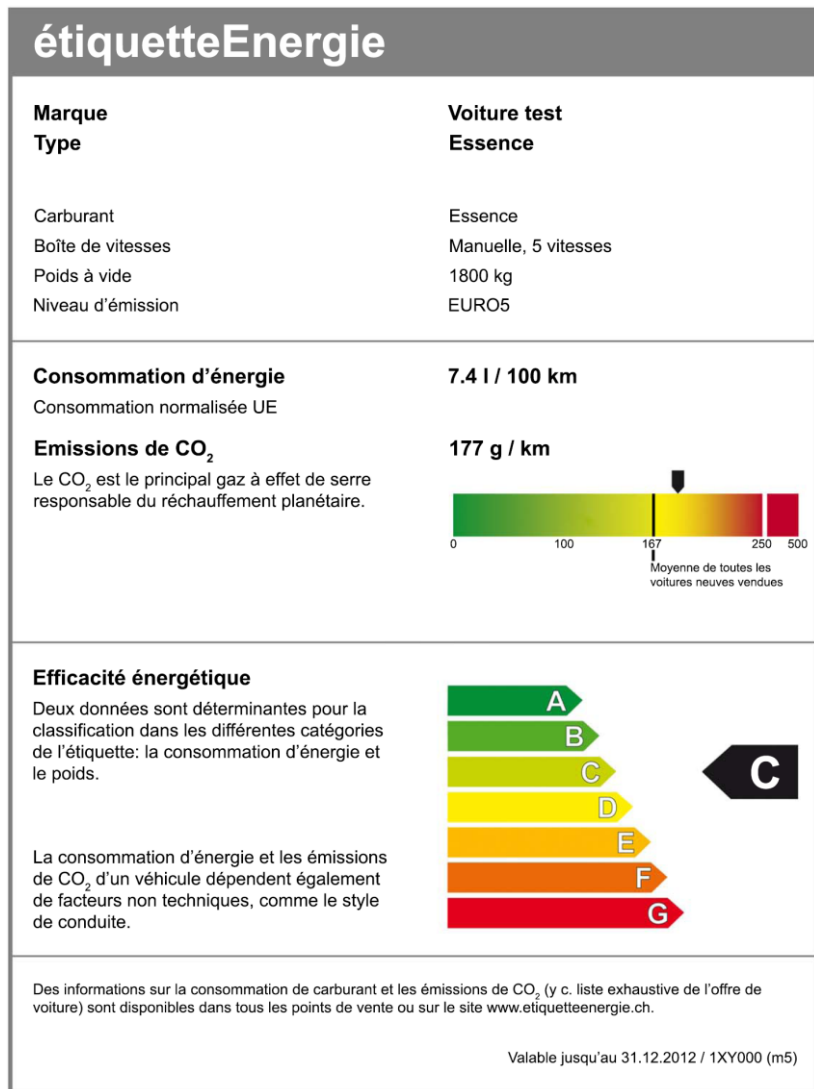 étiquetteEnergie
Marque Voiture test
Type Essence
Carburant Essence
Boîte de vitesses Manuelle, 5 vitesses
Poids à vide 1800 kg
Niveau d’émission EURO5
Consommation d’énergie 7.4 l / 100 km
Consommation normalisée UE
Emissions de CO₂ 177 g / km
Le CO₂ est le principal gaz à effet de serre
responsable du réchauffement planétaire.
0 100 167 250 500
Moyenne de toutes les
voitures neuves vendues
Efficacité énergétique
Deux données sont déterminantes pour la
classification dans les différentes catégories
de l’étiquette: la consommation d’énergie et
le poids.
La consommation d’énergie et les émissions
de CO₂ d’un véhicule dépendent également
de facteurs non techniques, comme le style
de conduite.
A
B
C
D
E
F
G
C
Des informations sur la consommation de carburant et les émissions de CO₂ (y c. liste exhaustive de l’offre de
voiture) sont disponibles dans tous les points de vente ou sur le site www.etiquetteenergie.ch.
Valable jusqu’au 31.12.2012 / 1XY000 (m5)